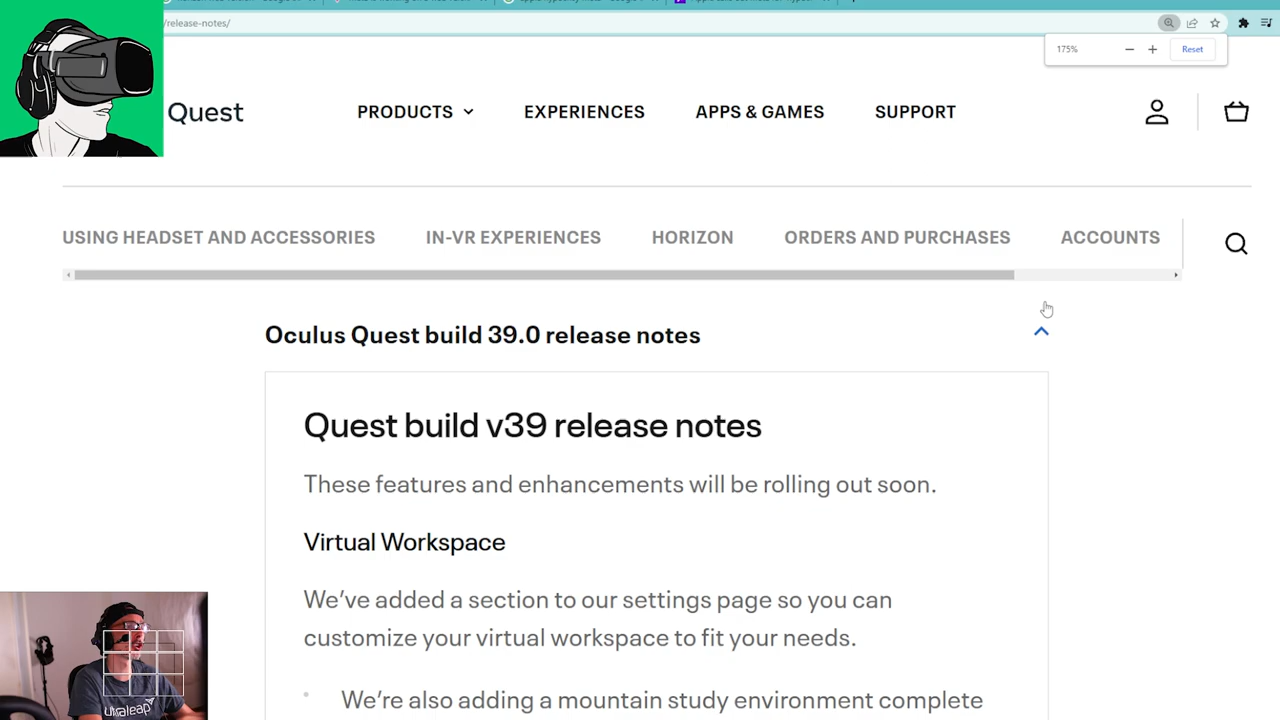 /release-notes/
175%
Reset
Quest
PRODUCTS
EXPERIENCES
APPS & GAMES
SUPPORT
USING HEADSET AND ACCESSORIES
IN-VR EXPERIENCES
HORIZON
ORDERS AND PURCHASES
ACCOUNTS
Oculus Quest build 39.0 release notes
Quest build v39 release notes
These features and enhancements will be rolling out soon.
Virtual Workspace
We’ve added a section to our settings page so you can
customize your virtual workspace to fit your needs.
We’re also adding a mountain study environment complete